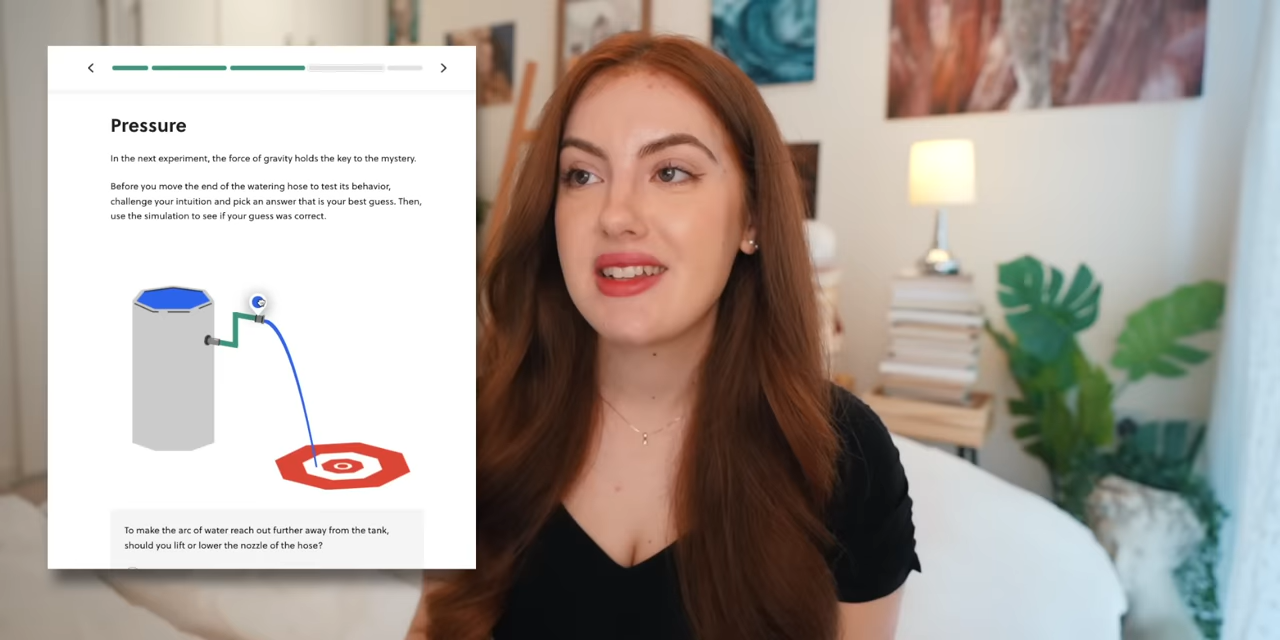 Pressure
In the next experiment, the force of gravity holds the key to the mystery.
Before you move the end of the watering hose to test its behavior,
challenge your intuition and pick an answer that is your best guess. Then,
use the simulation to see if your guess was correct.
To make the arc of water reach out further away from the tank,
should you lift or lower the nozzle of the hose?